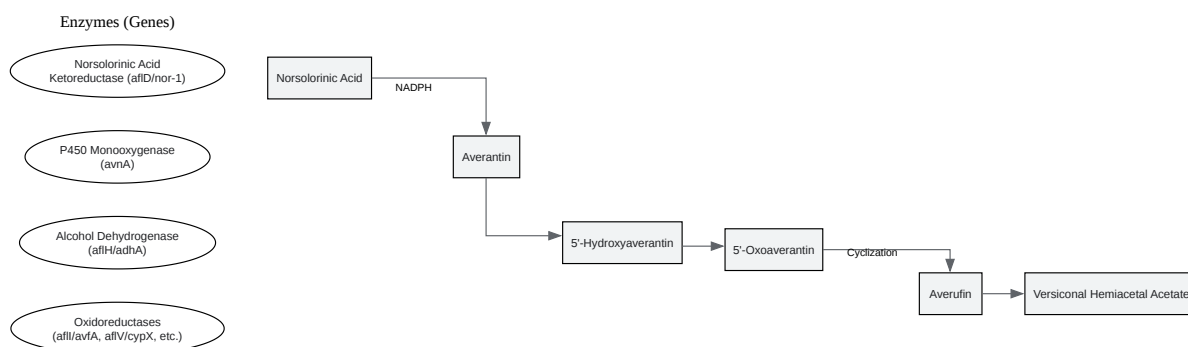 Enzymes (Genes)
Norsolorinic Acid
Ketoreductase (aflD/nor-1)
Norsolorinic Acid
NADPH
P450 Monooxygenase
(avnA)
Averantin
Alcohol Dehydrogenase
(aflH/adhA)
5'-Hydroxyaverantin
5'-Oxoaverantin
Cyclization
Averufin
Versiconal Hemiacetal Acetate
Oxidoreductases
(aflI/avfA, aflV/cypX, etc.)